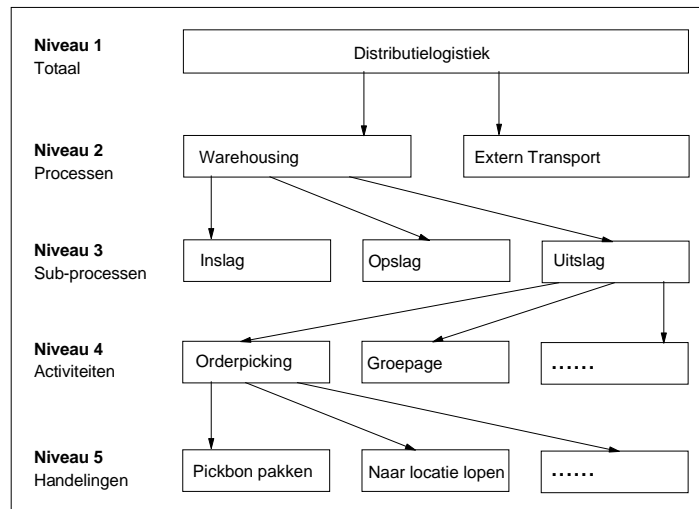 Niveau 1
Totaal
Distributielogistiek
Niveau 2
Processen
Warehousing
Extern Transport
Niveau 3
Sub-processen
Inslag
Opslag
Uitslag
Niveau 4
Activiteiten
Orderpicking
Groepage
......
Niveau 5
Handelingen
Pickbon pakken
Naar locatie lopen
......